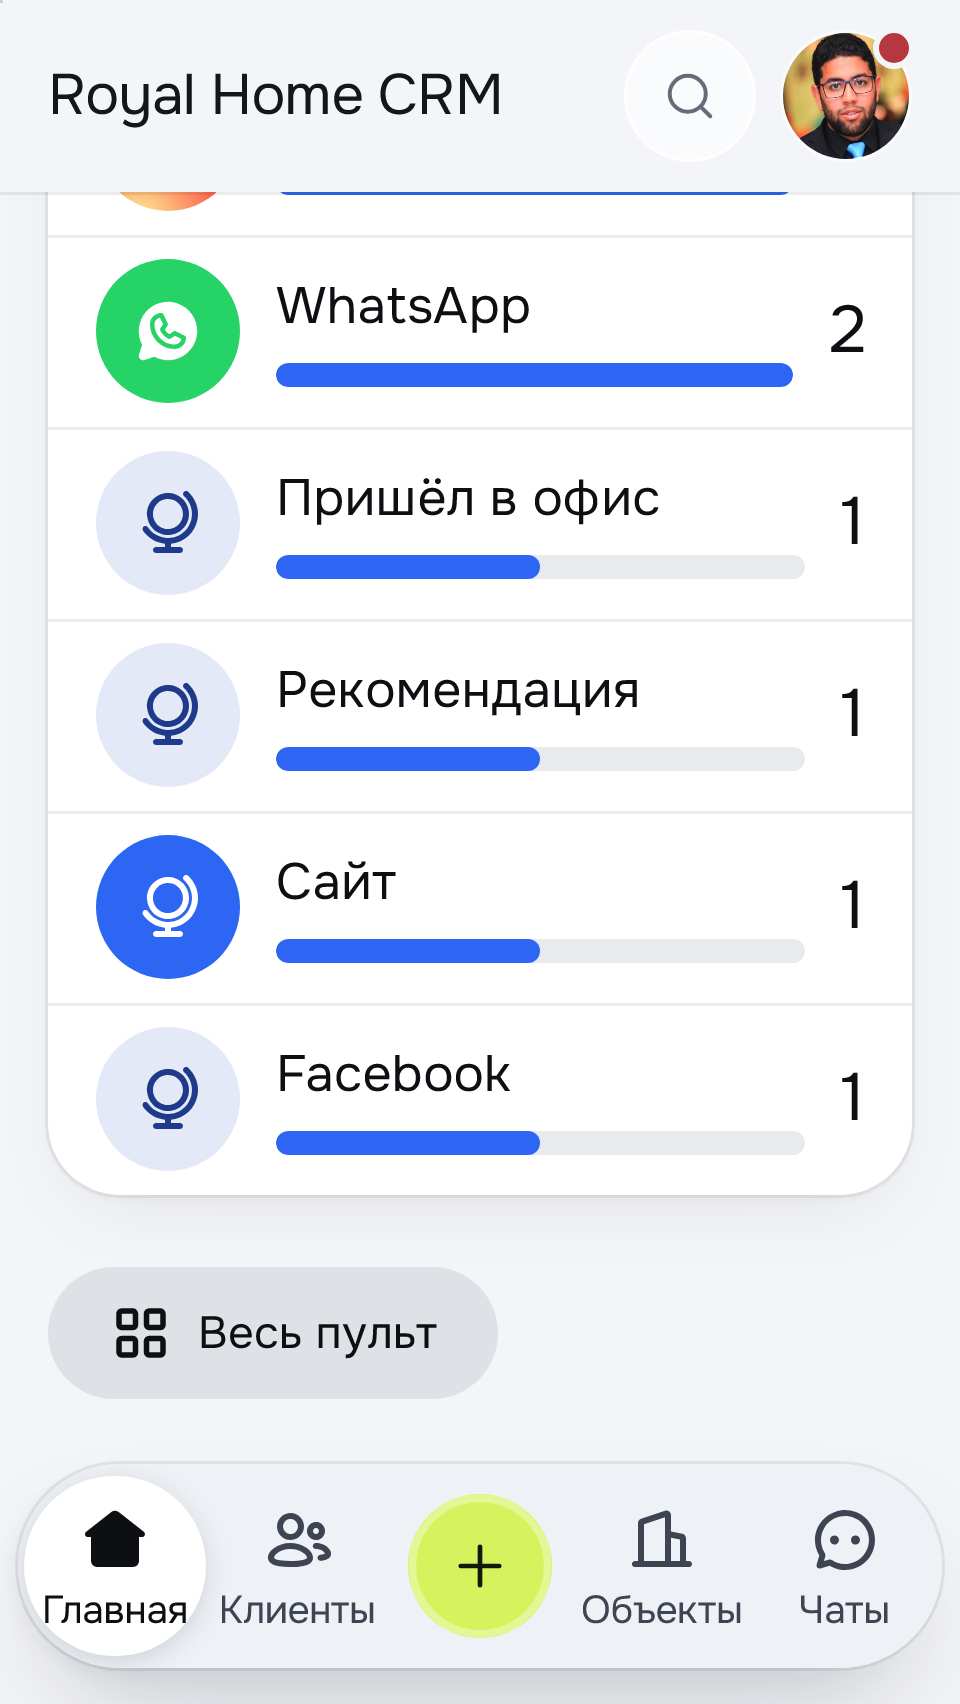 Royal Home CRM
WhatsApp
2
Пришёл в офис
1
Рекомендация
1
Сайт
1
Facebook
1
Весь пульт
Главная
Клиенты
Объекты
Чаты